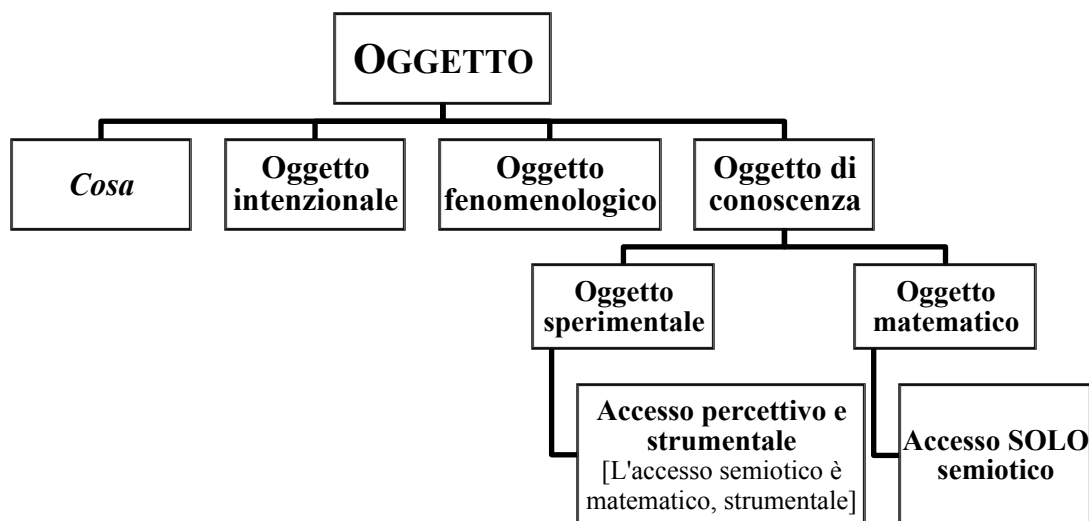 OGGETTO
Cosa
Oggetto
intenzionale
Oggetto
fenomenologico
Oggetto di
conoscenza
Oggetto
sperimentale
Oggetto
matematico
Accesso percettivo e
strumentale
[L'accesso semiotico è
matematico, strumentale]
Accesso SOLO
semiotico